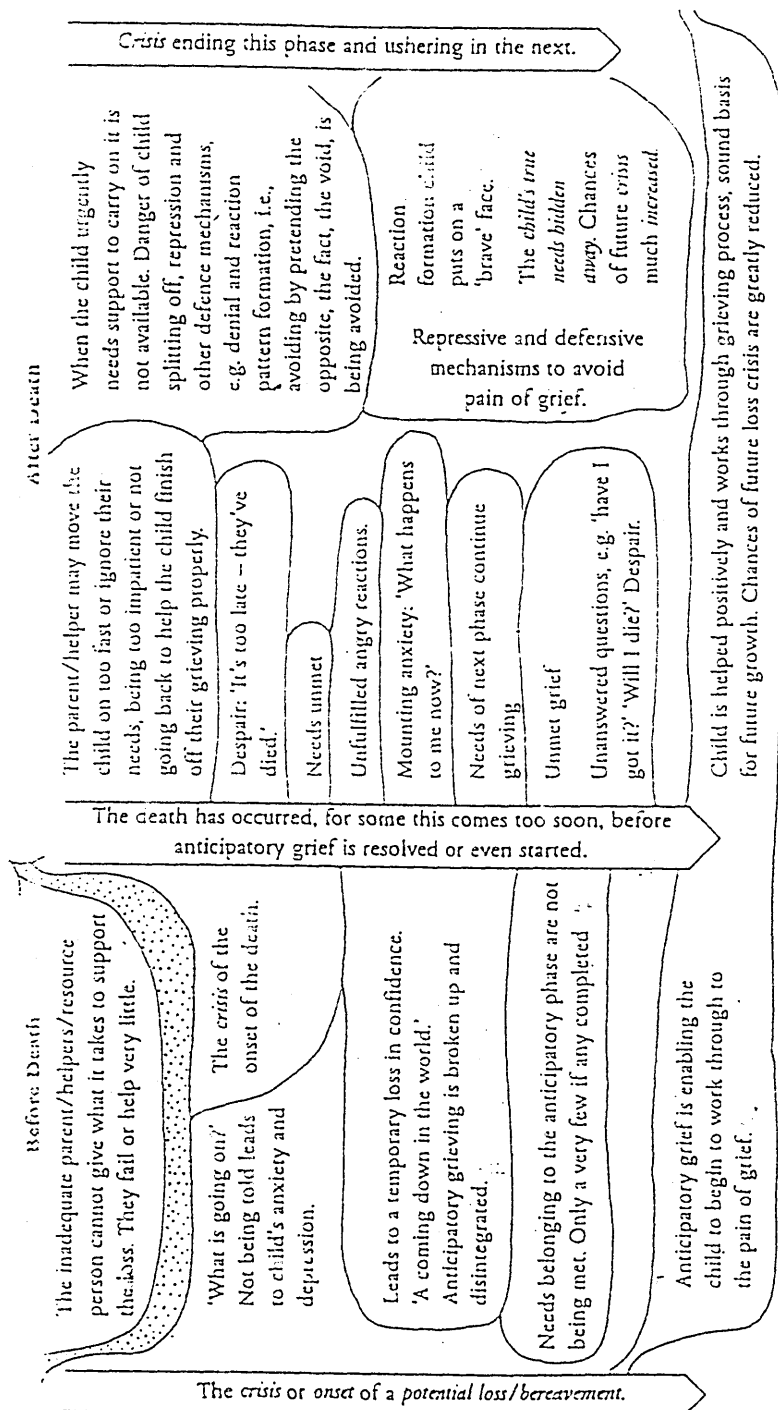 Before Death
The inadequate parent/helpers/resource
person cannot give what it takes to support
the loss. They fail or help very little.
The crisis of the
onset of the death.
'What is going on?'
Not being told leads
to child's anxiety and
depression.
Leads to a temporary loss in confidence.
'A coming down in the world.'
Anticipatory grieving is broken up and
disintegrated.
Needs belonging to the anticipatory phase are not
being met. Only a very few if any completed
Anticipatory grief is enabling the
child to begin to work through to
the pain of grief.
The crisis or onset of a potential loss/bereavement.
The death has occurred, for some this comes too soon, before
anticipatory grief is resolved or even started.
After Death
The parent/helper may move the
child on too fast or ignore their
needs, being too impatient or not
going back to help the child finish
off their grieving properly.
Despair: 'It's too late – they've
died.'
Needs unmet
Unfulfilled angry reactions.
Mounting anxiety: 'What happens
to me now?'
Needs of next phase continue
grieving
Unmet grief
Unanswered questions, e.g. 'have I
got it?' 'Will I die?' Despair.
When the child urgently
needs support to carry on it is
not available. Danger of child
splitting off, repression and
other defence mechanisms,
e.g. denial and reaction
pattern formation, i.e.,
avoiding by pretending the
opposite, the fact, the void, is
being avoided.
Repressive and defensive
mechanisms to avoid
pain of grief.
Reaction
formation child
puts on a
'brave' face.
The child's true
needs hidden
away. Chances
of future crisis
much increased.
Child is helped positively and works through grieving process, sound basis
for future growth. Chances of future loss crisis are greatly reduced.
Crisis ending this phase and ushering in the next.